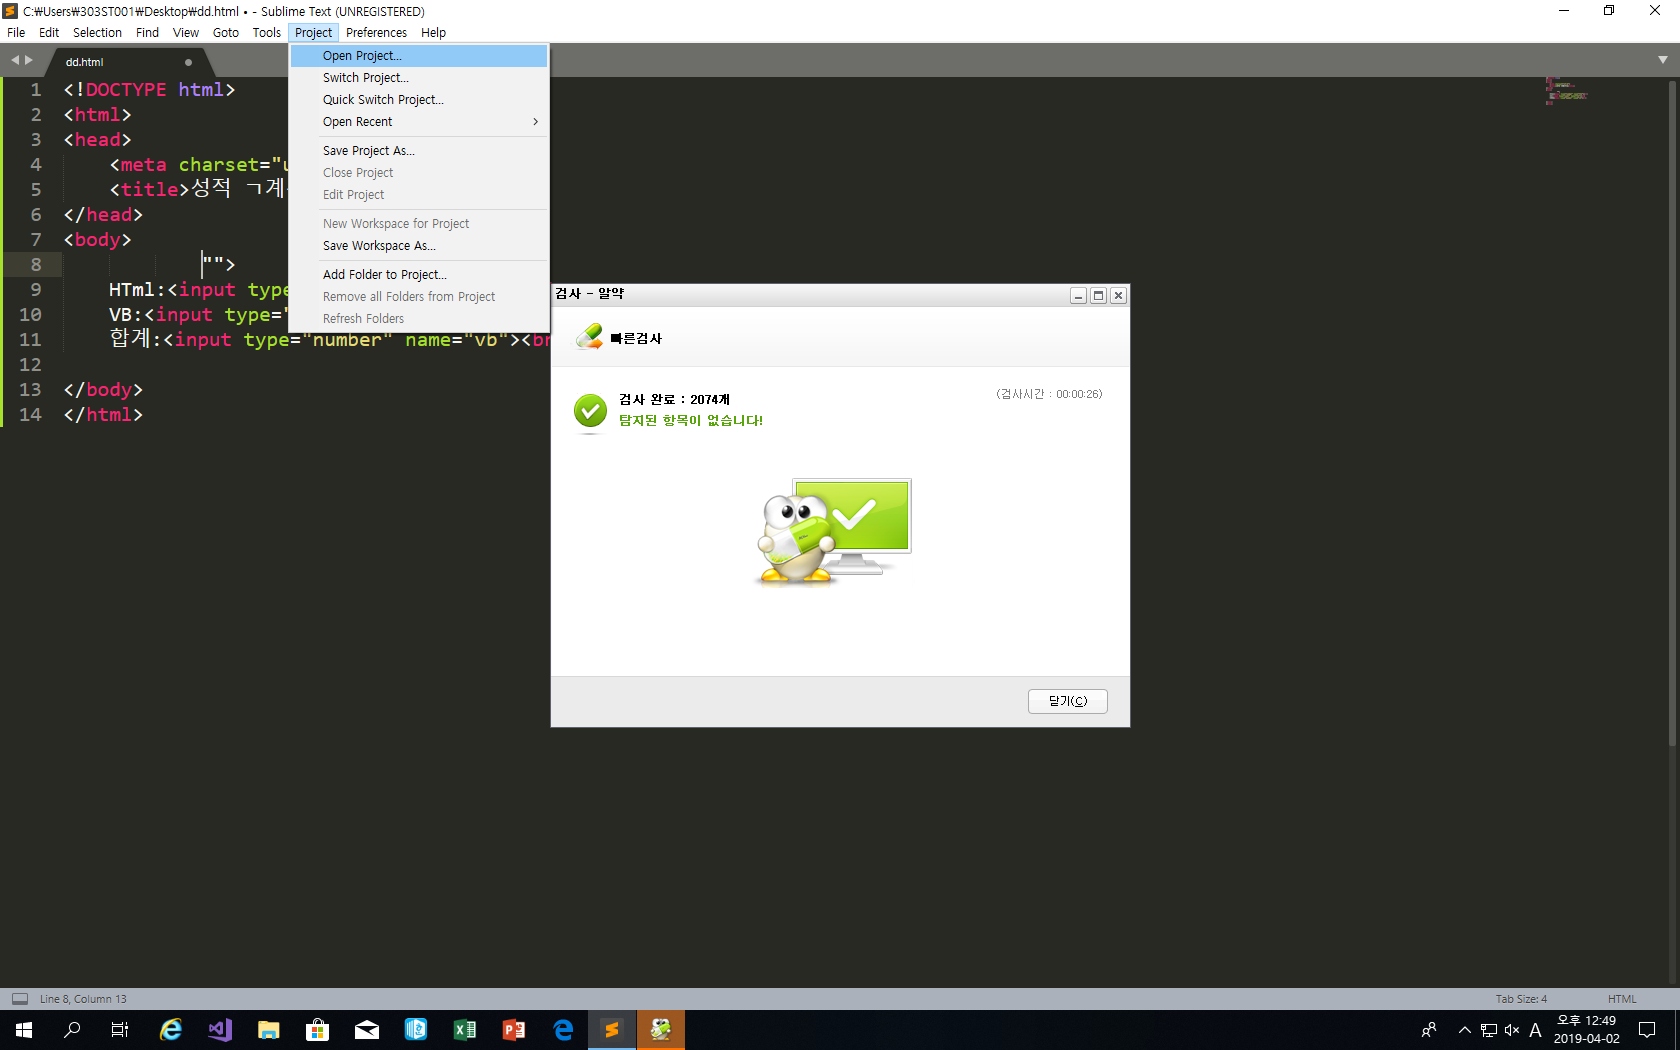 C:₩Users₩303ST001₩Desktop₩dd.html • - Sublime Text (UNREGISTERED)
File Edit Selection Find View Goto Tools Project Preferences Help
dd.html
Open Project...
Switch Project...
Quick Switch Project...
Open Recent
Save Project As...
Close Project
Edit Project
New Workspace for Project
Save Workspace As...
Add Folder to Project...
Remove all Folders from Project
Refresh Folders
1 <!DOCTYPE html>
2 <html>
3 <head>
4 <meta charset="u
5 <title>성적 ㄱ계
6 </head>
7 <body>
8 "">
9 HTml:<input type
10 VB:<input type="
11 합계:<input type="number" name="vb"><br
12
13 </body>
14 </html>
검사 - 알약
빠른검사
검사 완료 : 2074개
(검사시간 : 00:00:26)
탐지된 항목이 없습니다!
닫기(C)
Line 8, Column 13
Tab Size: 4
HTML
A
오후 12:49
2019-04-02